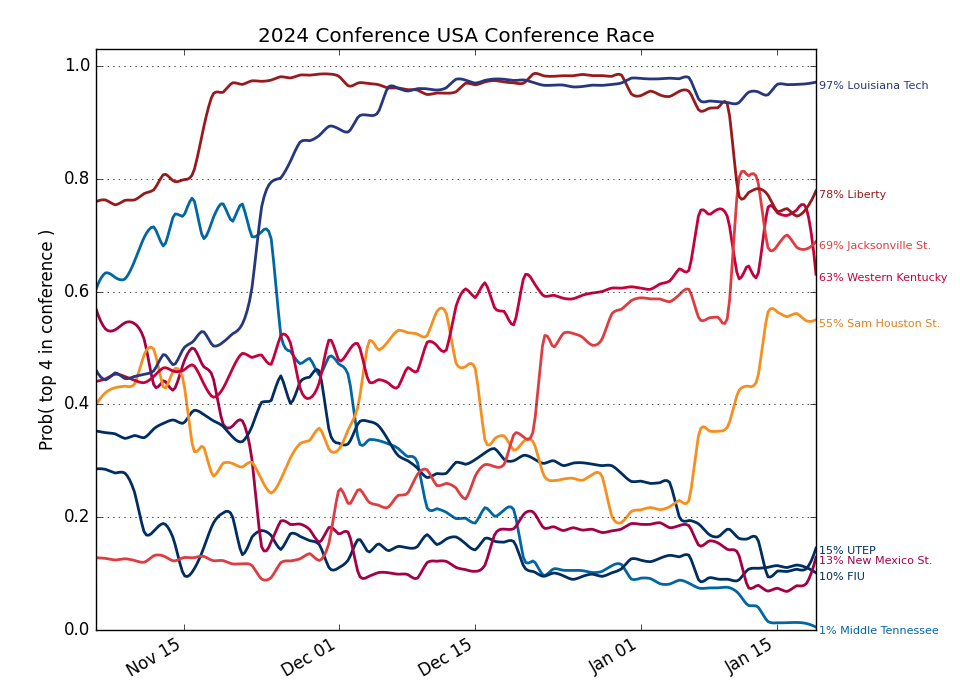 2024 Conference USA Conference Race
Prob( top 4 in conference )
1.0
0.8
0.6
0.4
0.2
0.0
97% Louisiana Tech
78% Liberty
69% Jacksonville St.
63% Western Kentucky
55% Sam Houston St.
15% UTEP
13% New Mexico St.
10% FIU
1% Middle Tennessee
Nov 15
Dec 01
Dec 15
Jan 01
Jan 15